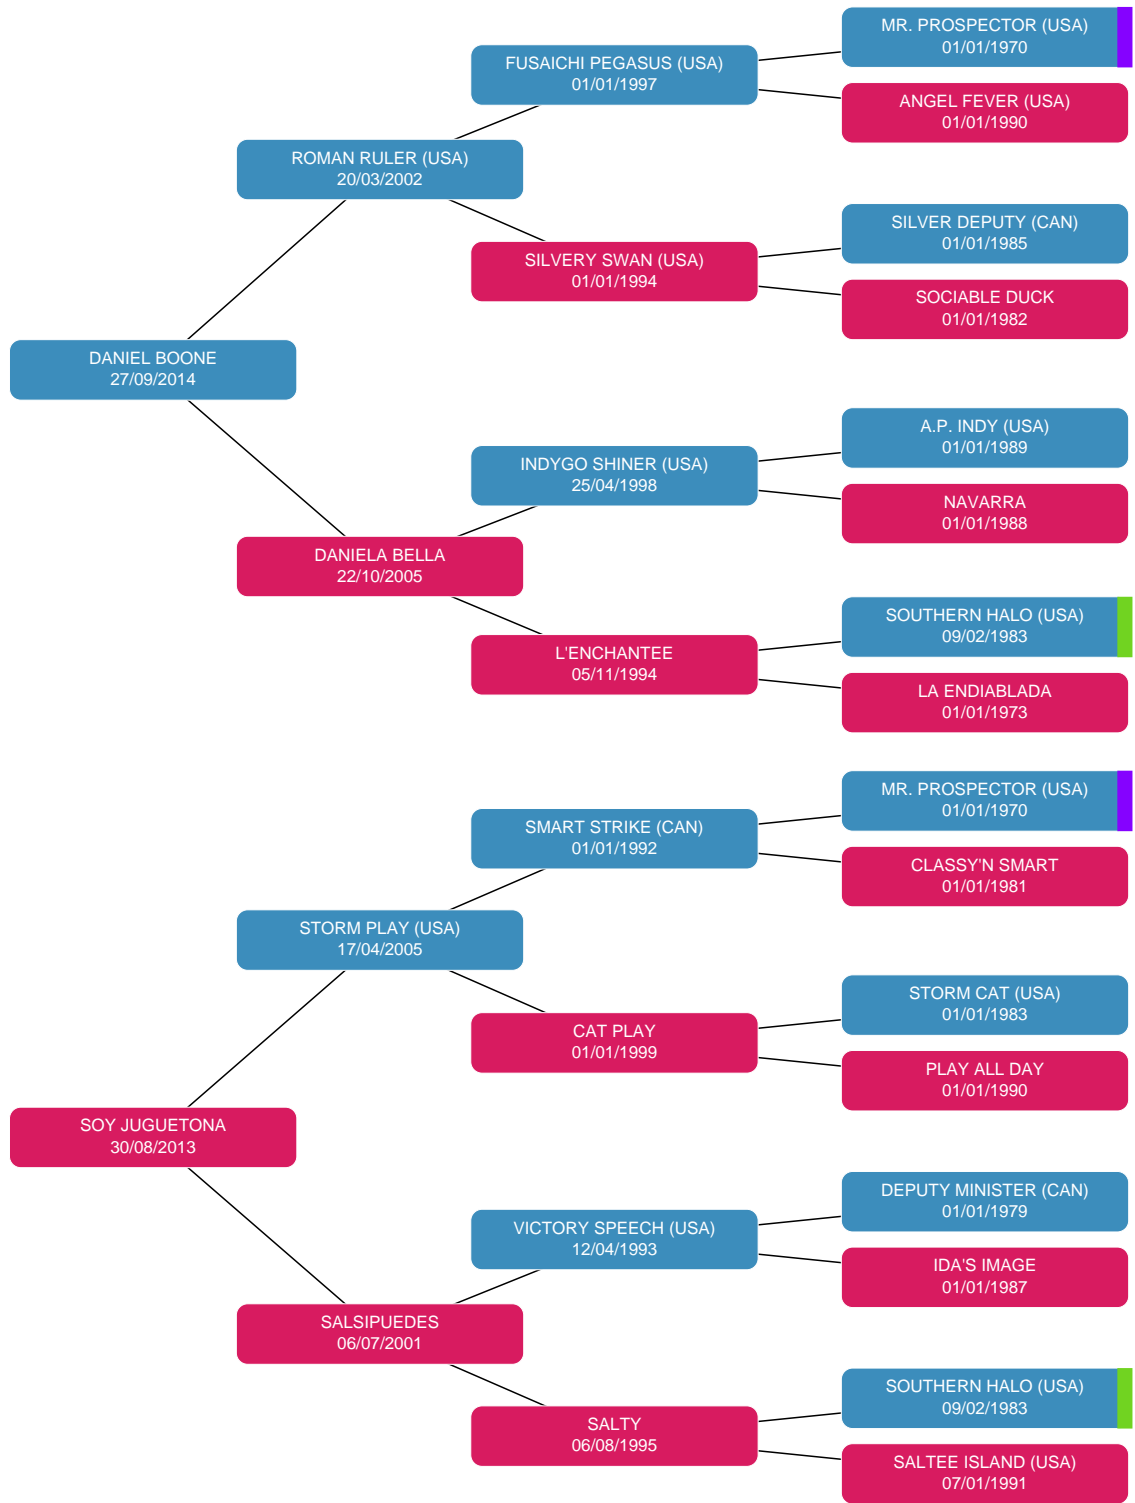 MR. PROSPECTOR (USA)
01/01/1970
FUSAICHI PEGASUS (USA)
01/01/1997
ANGEL FEVER (USA)
01/01/1990
ROMAN RULER (USA)
20/03/2002
SILVER DEPUTY (CAN)
01/01/1985
SILVERY SWAN (USA)
01/01/1994
SOCIABLE DUCK
01/01/1982
DANIEL BOONE
27/09/2014
A.P. INDY (USA)
01/01/1989
INDYGO SHINER (USA)
25/04/1998
NAVARRA
01/01/1988
DANIELA BELLA
22/10/2005
SOUTHERN HALO (USA)
09/02/1983
L'ENCHANTEE
05/11/1994
LA ENDIABLADA
01/01/1973
MR. PROSPECTOR (USA)
01/01/1970
SMART STRIKE (CAN)
01/01/1992
CLASSY'N SMART
01/01/1981
STORM PLAY (USA)
17/04/2005
STORM CAT (USA)
01/01/1983
CAT PLAY
01/01/1999
PLAY ALL DAY
01/01/1990
SOY JUGUETONA
30/08/2013
DEPUTY MINISTER (CAN)
01/01/1979
VICTORY SPEECH (USA)
12/04/1993
IDA'S IMAGE
01/01/1987
SALSIPUEDES
06/07/2001
SOUTHERN HALO (USA)
09/02/1983
SALTY
06/08/1995
SALTEE ISLAND (USA)
07/01/1991